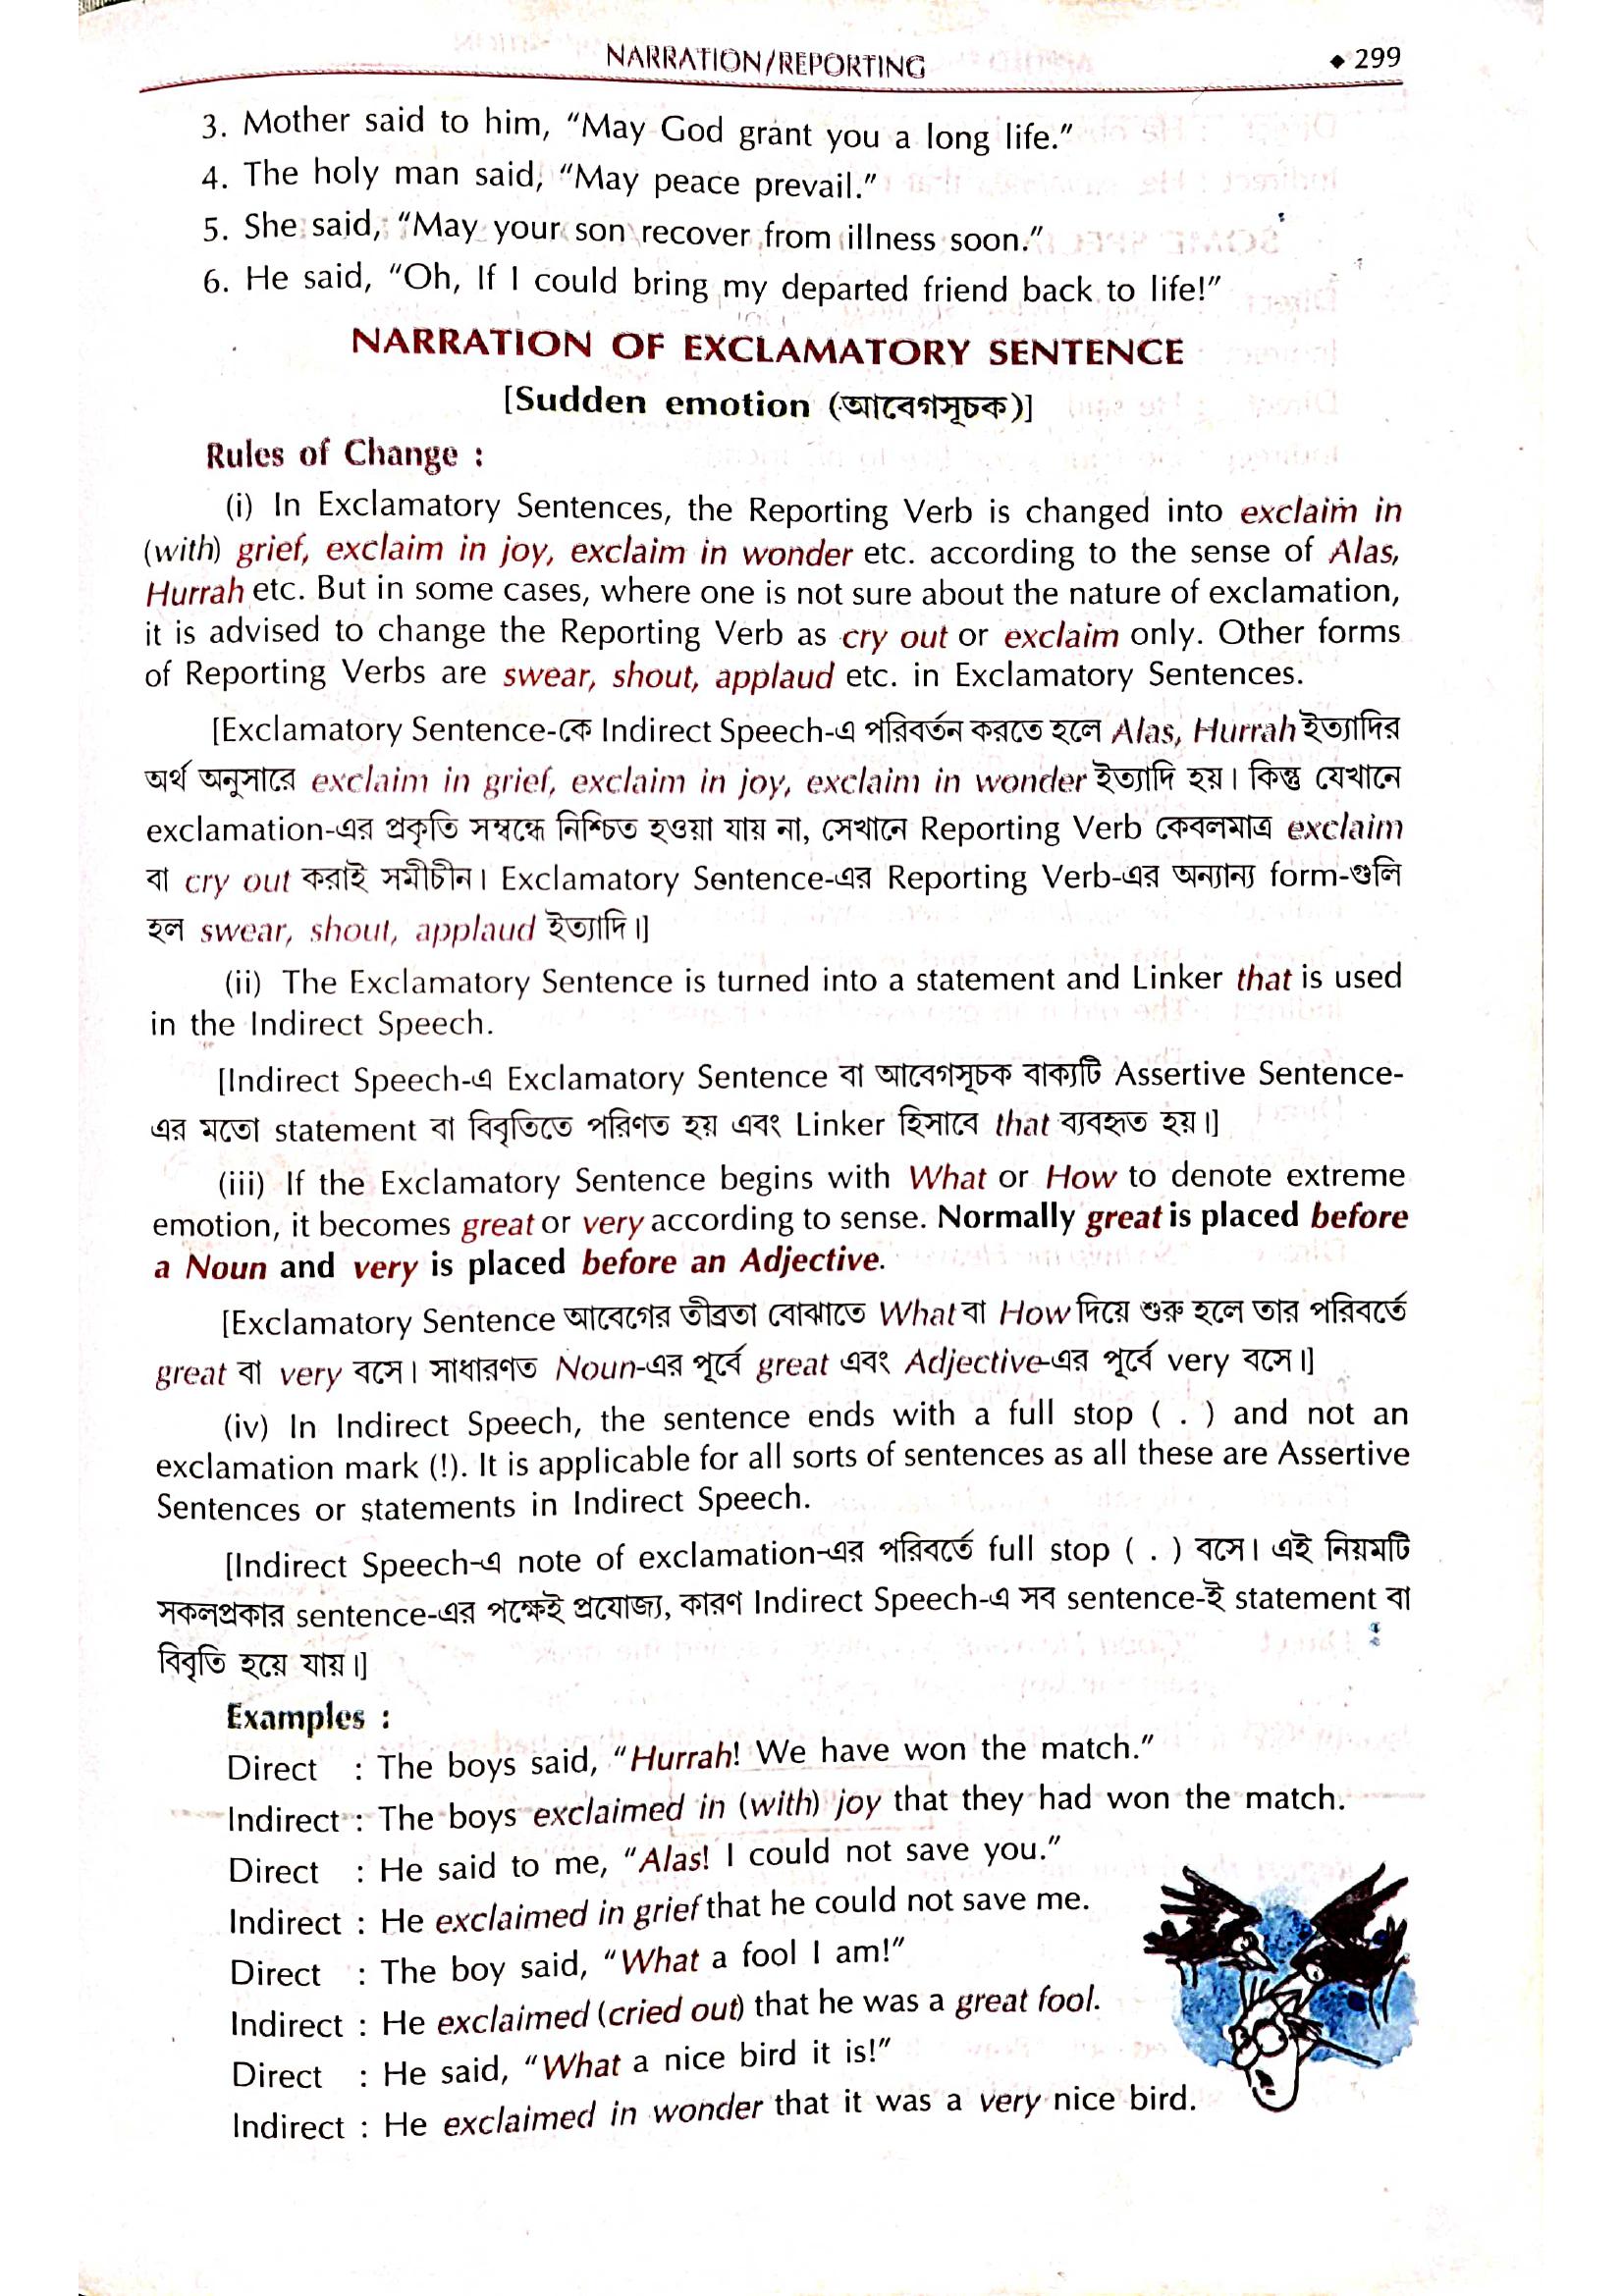 NARRATION/REPORTING ◆ 299
3. Mother said to him, “May God grant you a long life.”
4. The holy man said, “May peace prevail.”
5. She said, “May your son recover from illness soon.”
6. He said, “Oh, If I could bring my departed friend back to life!”
NARRATION OF EXCLAMATORY SENTENCE
[Sudden emotion (আবেগসূচক)]
Rules of Change :
(i) In Exclamatory Sentences, the Reporting Verb is changed into exclaim in
(with) grief, exclaim in joy, exclaim in wonder etc. according to the sense of Alas,
Hurrah etc. But in some cases, where one is not sure about the nature of exclamation,
it is advised to change the Reporting Verb as cry out or exclaim only. Other forms
of Reporting Verbs are swear, shout, applaud etc. in Exclamatory Sentences.
[Exclamatory Sentence-কে Indirect Speech-এ পরিবর্তন করতে হলে Alas, Hurrah ইত্যাদির
অর্থ অনুসারে exclaim in grief, exclaim in joy, exclaim in wonder ইত্যাদি হয়। কিন্তু যেখানে
exclamation-এর প্রকৃতি সম্বন্ধে নিশ্চিত হওয়া যায় না, সেখানে Reporting Verb কেবলমাত্র exclaim
বা cry out করাই সমীচীন। Exclamatory Sentence-এর Reporting Verb-এর অন্যান্য form-গুলি
হল swear, shout, applaud ইত্যাদি।]
(ii) The Exclamatory Sentence is turned into a statement and Linker that is used
in the Indirect Speech.
[Indirect Speech-এ Exclamatory Sentence বা আবেগসূচক বাক্যটি Assertive Sentence-
এর মতো statement বা বিবৃতিতে পরিণত হয় এবং Linker হিসাবে that ব্যবহৃত হয়।]
(iii) If the Exclamatory Sentence begins with What or How to denote extreme
emotion, it becomes great or very according to sense. Normally great is placed before
a Noun and very is placed before an Adjective.
[Exclamatory Sentence আবেগের তীব্রতা বোঝাতে What বা How দিয়ে শুরু হলে তার পরিবর্তে
great বা very বসে। সাধারণত Noun-এর পূর্বে great এবং Adjective-এর পূর্বে very বসে।]
(iv) In Indirect Speech, the sentence ends with a full stop ( . ) and not an
exclamation mark (!). It is applicable for all sorts of sentences as all these are Assertive
Sentences or statements in Indirect Speech.
[Indirect Speech-এ note of exclamation-এর পরিবর্তে full stop ( . ) বসে। এই নিয়মটি
সকলপ্রকার sentence-এর পক্ষেই প্রযোজ্য, কারণ Indirect Speech-এ সব sentence-ই statement বা
বিবৃতি হয়ে যায়।]
Examples :
Direct : The boys said, “Hurrah! We have won the match.”
Indirect : The boys exclaimed in (with) joy that they had won the match.
Direct : He said to me, “Alas! I could not save you.”
Indirect : He exclaimed in grief that he could not save me.
Direct : The boy said, “What a fool I am!”
Indirect : He exclaimed (cried out) that he was a great fool.
Direct : He said, “What a nice bird it is!”
Indirect : He exclaimed in wonder that it was a very nice bird.